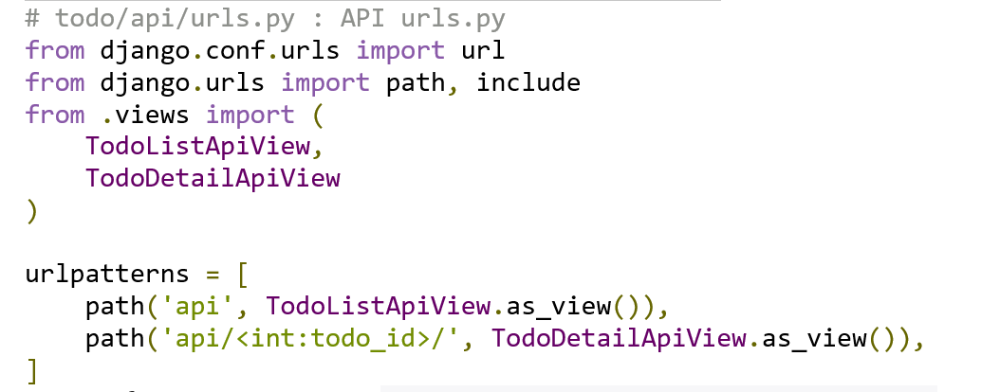 # todo/api/urls.py : API urls.py
from django.conf.urls import url
from django.urls import path, include
from .views import (
    TodoListApiView,
    TodoDetailApiView
)

urlpatterns = [
    path('api', TodoListApiView.as_view()),
    path('api/<int:todo_id>/', TodoDetailApiView.as_view()),
]